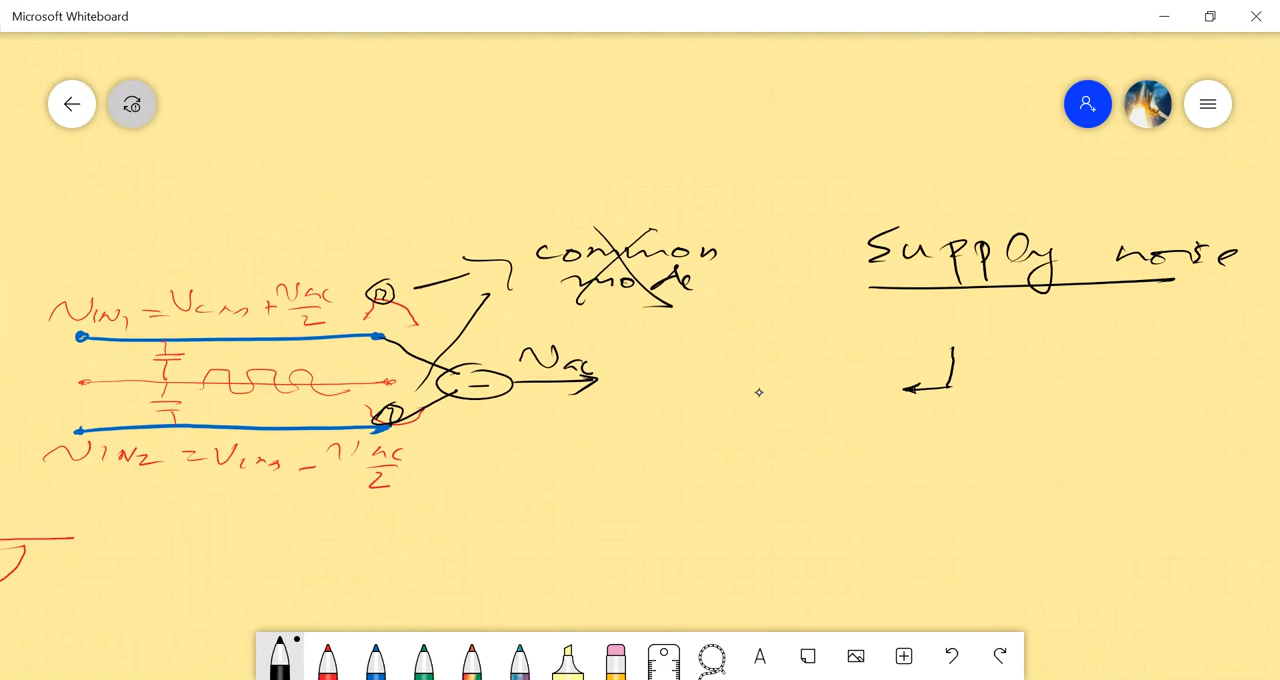 Microsoft Whiteboard
common
mode
Supply noise
VIN1 = VCM + Vac/2
Vac
VIN2 = VCM - Vac/2
A